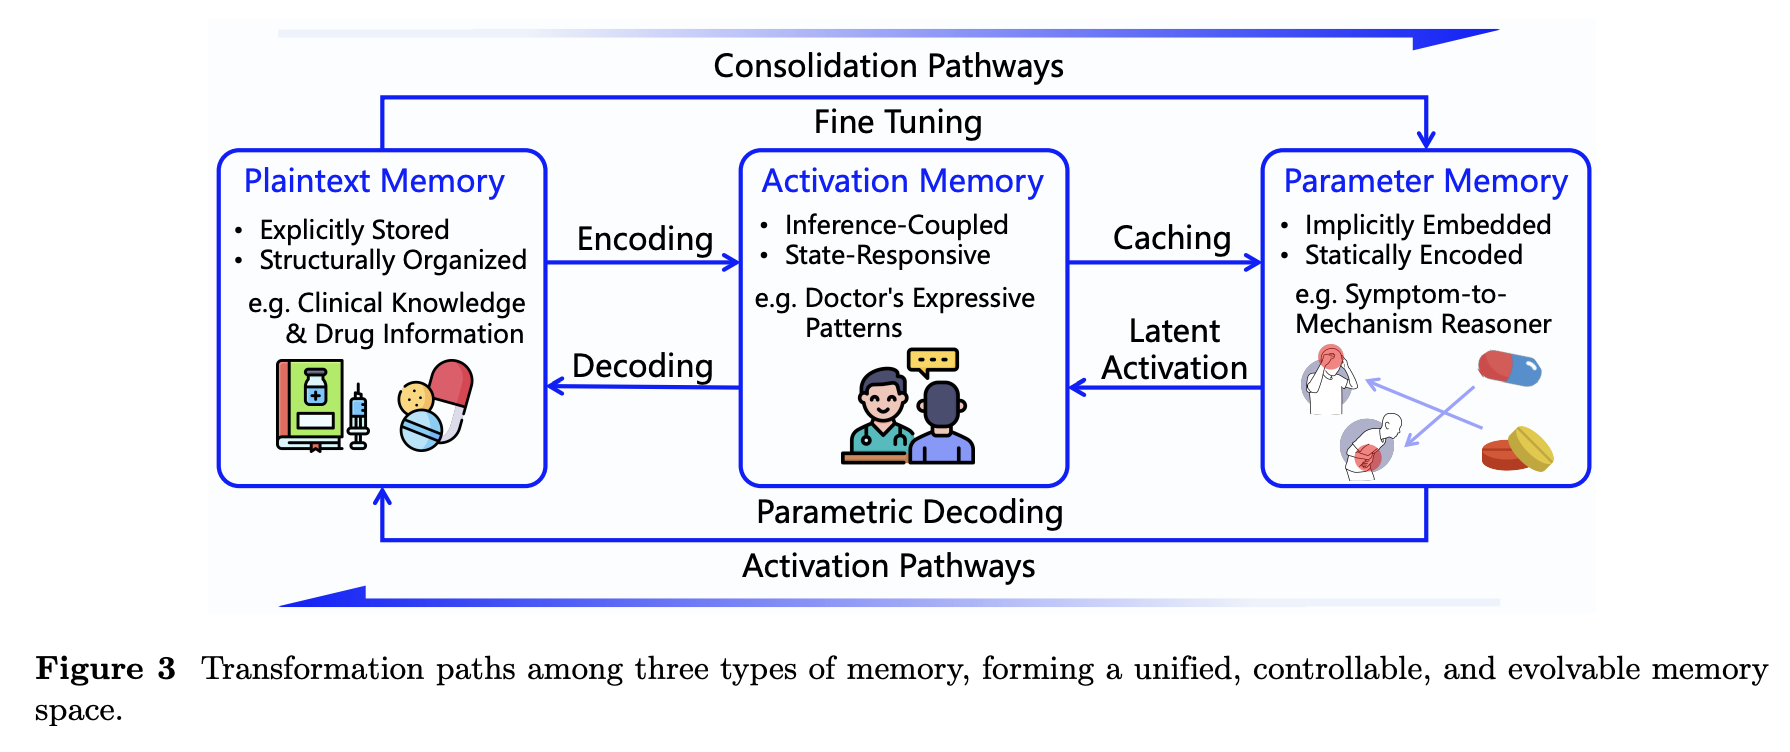 Consolidation Pathways
Fine Tuning
Plaintext Memory
• Explicitly Stored
• Structurally Organized
e.g. Clinical Knowledge
& Drug Information
Encoding
Decoding
Activation Memory
• Inference-Coupled
• State-Responsive
e.g. Doctor's Expressive
Patterns
Caching
Latent
Activation
Parameter Memory
• Implicitly Embedded
• Statically Encoded
e.g. Symptom-to-
Mechanism Reasoner
Parametric Decoding
Activation Pathways
Figure 3 Transformation paths among three types of memory, forming a unified, controllable, and evolvable memory
space.